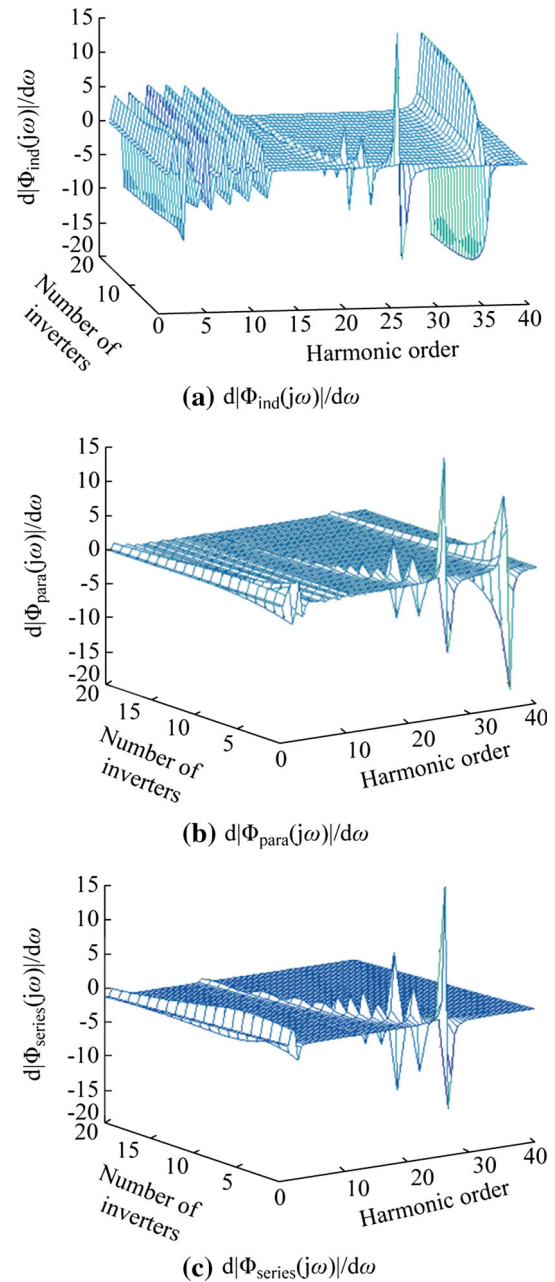 15
10
5
0
-5
-10
-15
-20
d|Φind(jω)|/dω
20
10
0
Number of
inverters
0 5 10 15 20 25 30 35 40
Harmonic order
(a) d|Φind(jω)|/dω
15
10
5
0
-5
-10
-15
-20
d|Φpara(jω)|/dω
20
15
10
5
0
Number of
inverters
10 20 30 40
Harmonic order
(b) d|Φpara(jω)|/dω
15
10
5
0
-5
-10
-15
-20
d|Φseries(jω)|/dω
20
15
10
5
0
Number of
inverters
10 20 30 40
Harmonic order
(c) d|Φseries(jω)|/dω